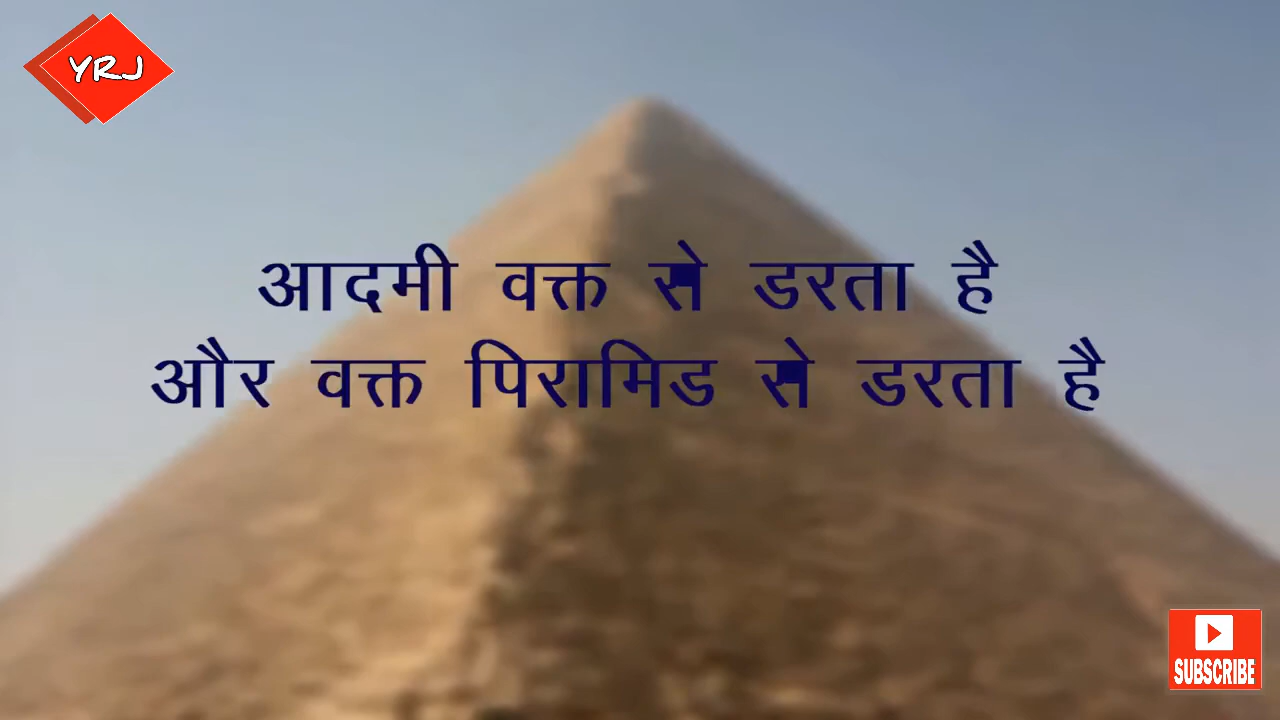 YRJ
आदमी वक्त से डरता है
और वक्त पिरामिड से डरता है
SUBSCRIBE